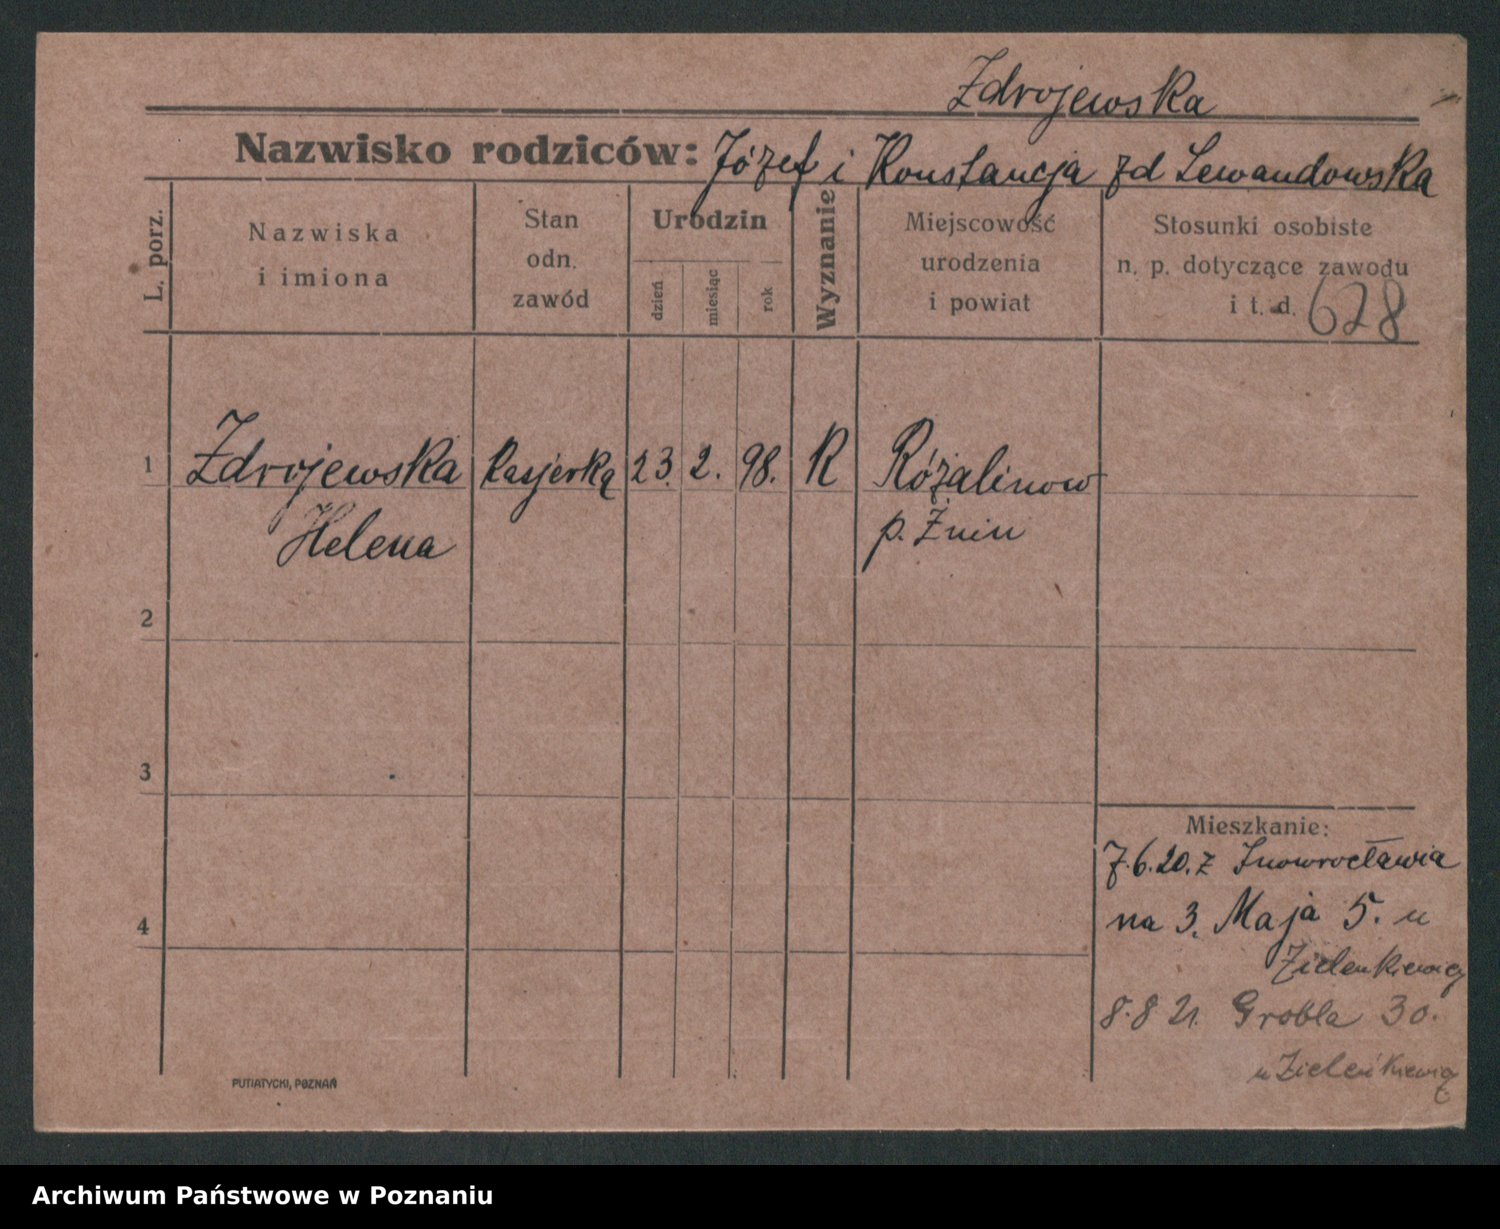 Zdrojewska
Nazwisko rodziców: Józef i Konstancja zd Lewandowska
L. porz.
Nazwiska
i imiona
Stan
odn.
zawód
Urodzin
dzień
miesiąc
rok
Wyznanie
Miejscowość
urodzenia
i powiat
Stosunki osobiste
n. p. dotyczące zawodu
i t. d. 628
1 Zdrojewska Kasjerką 23. 2. 98. R Różalinow
Helena p. Żnin
2
3
4
Mieszkanie:
7.6.20. z Inowrocławia
na 3. Maja 5. u
Zielenkiewicz
8.8 21. Grobla 30.
u Zieleńkiewicz
PUTIATYCKI, POZNAŃ
Archiwum Państwowe w Poznaniu